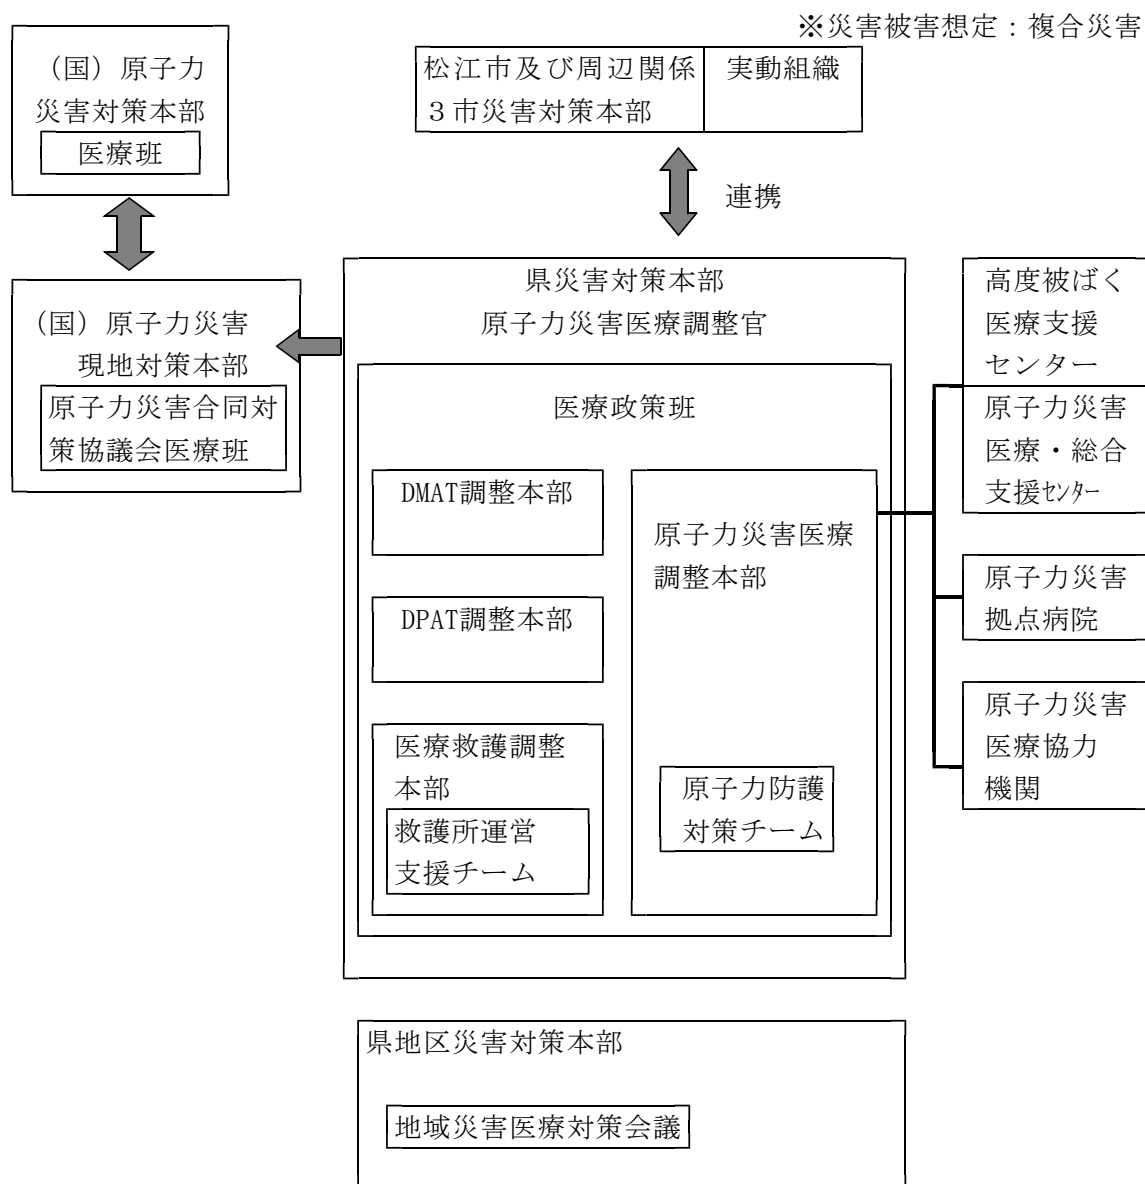 ※災害被害想定：複合災害
（国）原子力
災害対策本部
医療班
松江市及び周辺関係
３市災害対策本部
実動組織
連携
（国）原子力災害
現地対策本部
原子力災害合同対
策協議会医療班
県災害対策本部
原子力災害医療調整官
医療政策班
DMAT調整本部
DPAT調整本部
医療救護調整
本部
救護所運営
支援チーム
原子力災害医療
調整本部
原子力防護
対策チーム
高度被ばく
医療支援
センター
原子力災害
医療・総合
支援ｾﾝﾀｰ
原子力災害
拠点病院
原子力災害
医療協力
機関
県地区災害対策本部
地域災害医療対策会議